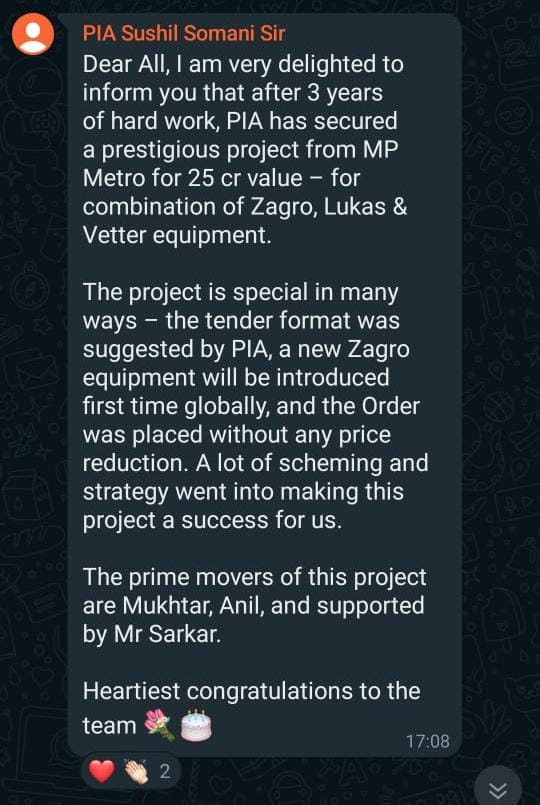 PIA Sushil Somani Sir
Dear All, I am very delighted to
inform you that after 3 years
of hard work, PIA has secured
a prestigious project from MP
Metro for 25 cr value – for
combination of Zagro, Lukas &
Vetter equipment.
The project is special in many
ways – the tender format was
suggested by PIA, a new Zagro
equipment will be introduced
first time globally, and the Order
was placed without any price
reduction. A lot of scheming and
strategy went into making this
project a success for us.
The prime movers of this project
are Mukhtar, Anil, and supported
by Mr Sarkar.
Heartiest congratulations to the
team 💐🎂
17:08
❤️ 👏🏻 2